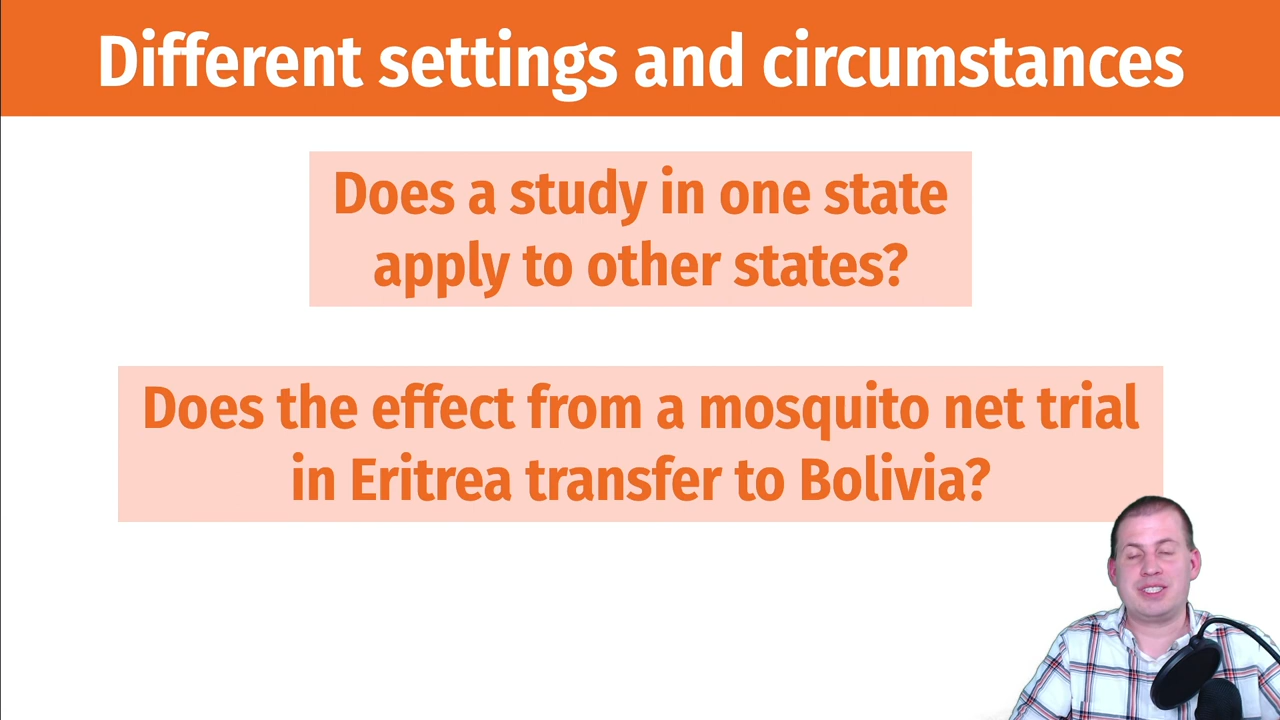 Different settings and circumstances
Does a study in one state
apply to other states?
Does the effect from a mosquito net trial
in Eritrea transfer to Bolivia?